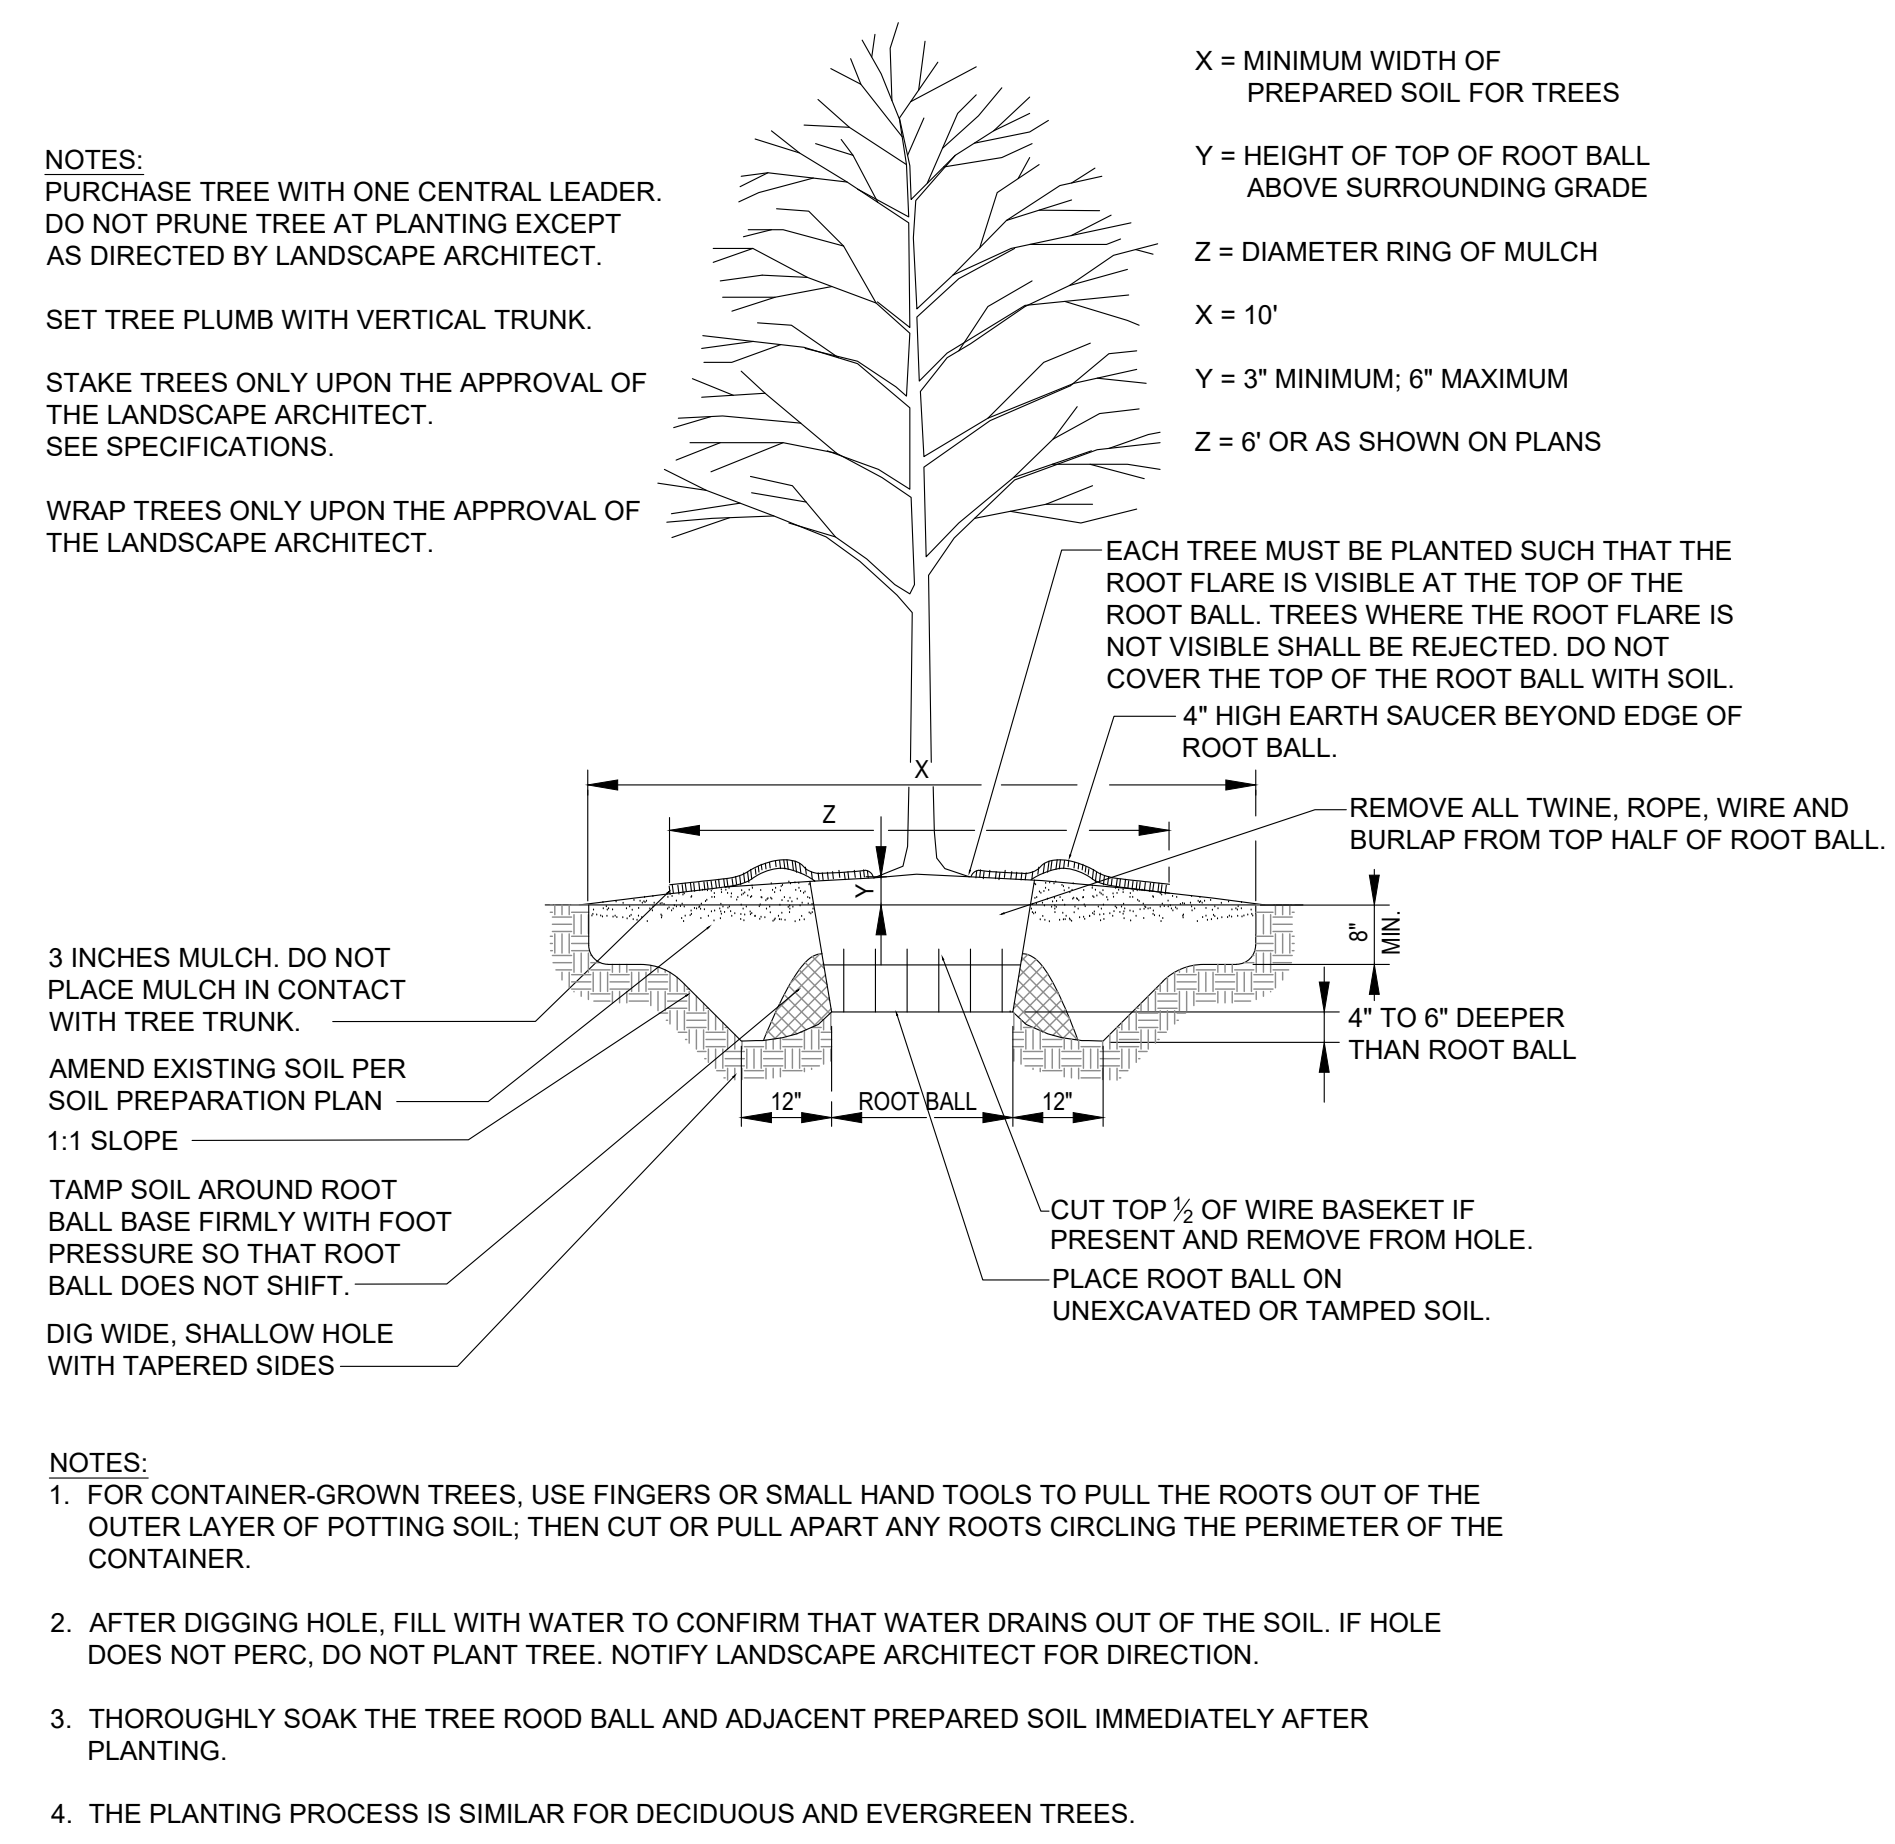 NOTES:
PURCHASE TREE WITH ONE CENTRAL LEADER.
DO NOT PRUNE TREE AT PLANTING EXCEPT
AS DIRECTED BY LANDSCAPE ARCHITECT.
SET TREE PLUMB WITH VERTICAL TRUNK.
STAKE TREES ONLY UPON THE APPROVAL OF
THE LANDSCAPE ARCHITECT.
SEE SPECIFICATIONS.
WRAP TREES ONLY UPON THE APPROVAL OF
THE LANDSCAPE ARCHITECT.
X = MINIMUM WIDTH OF
PREPARED SOIL FOR TREES
Y = HEIGHT OF TOP OF ROOT BALL
ABOVE SURROUNDING GRADE
Z = DIAMETER RING OF MULCH
X = 10'
Y = 3" MINIMUM; 6" MAXIMUM
Z = 6' OR AS SHOWN ON PLANS
EACH TREE MUST BE PLANTED SUCH THAT THE
ROOT FLARE IS VISIBLE AT THE TOP OF THE
ROOT BALL. TREES WHERE THE ROOT FLARE IS
NOT VISIBLE SHALL BE REJECTED. DO NOT
COVER THE TOP OF THE ROOT BALL WITH SOIL.
4" HIGH EARTH SAUCER BEYOND EDGE OF
ROOT BALL.
X
Z
Y
REMOVE ALL TWINE, ROPE, WIRE AND
BURLAP FROM TOP HALF OF ROOT BALL.
8"
MIN.
4" TO 6" DEEPER
THAN ROOT BALL
3 INCHES MULCH. DO NOT
PLACE MULCH IN CONTACT
WITH TREE TRUNK.
AMEND EXISTING SOIL PER
SOIL PREPARATION PLAN
1:1 SLOPE
12" ROOT BALL 12"
TAMP SOIL AROUND ROOT
BALL BASE FIRMLY WITH FOOT
PRESSURE SO THAT ROOT
BALL DOES NOT SHIFT.
DIG WIDE, SHALLOW HOLE
WITH TAPERED SIDES
CUT TOP ½ OF WIRE BASEKET IF
PRESENT AND REMOVE FROM HOLE.
PLACE ROOT BALL ON
UNEXCAVATED OR TAMPED SOIL.
NOTES:
1. FOR CONTAINER-GROWN TREES, USE FINGERS OR SMALL HAND TOOLS TO PULL THE ROOTS OUT OF THE
OUTER LAYER OF POTTING SOIL; THEN CUT OR PULL APART ANY ROOTS CIRCLING THE PERIMETER OF THE
CONTAINER.
2. AFTER DIGGING HOLE, FILL WITH WATER TO CONFIRM THAT WATER DRAINS OUT OF THE SOIL. IF HOLE
DOES NOT PERC, DO NOT PLANT TREE. NOTIFY LANDSCAPE ARCHITECT FOR DIRECTION.
3. THOROUGHLY SOAK THE TREE ROOD BALL AND ADJACENT PREPARED SOIL IMMEDIATELY AFTER
PLANTING.
4. THE PLANTING PROCESS IS SIMILAR FOR DECIDUOUS AND EVERGREEN TREES.